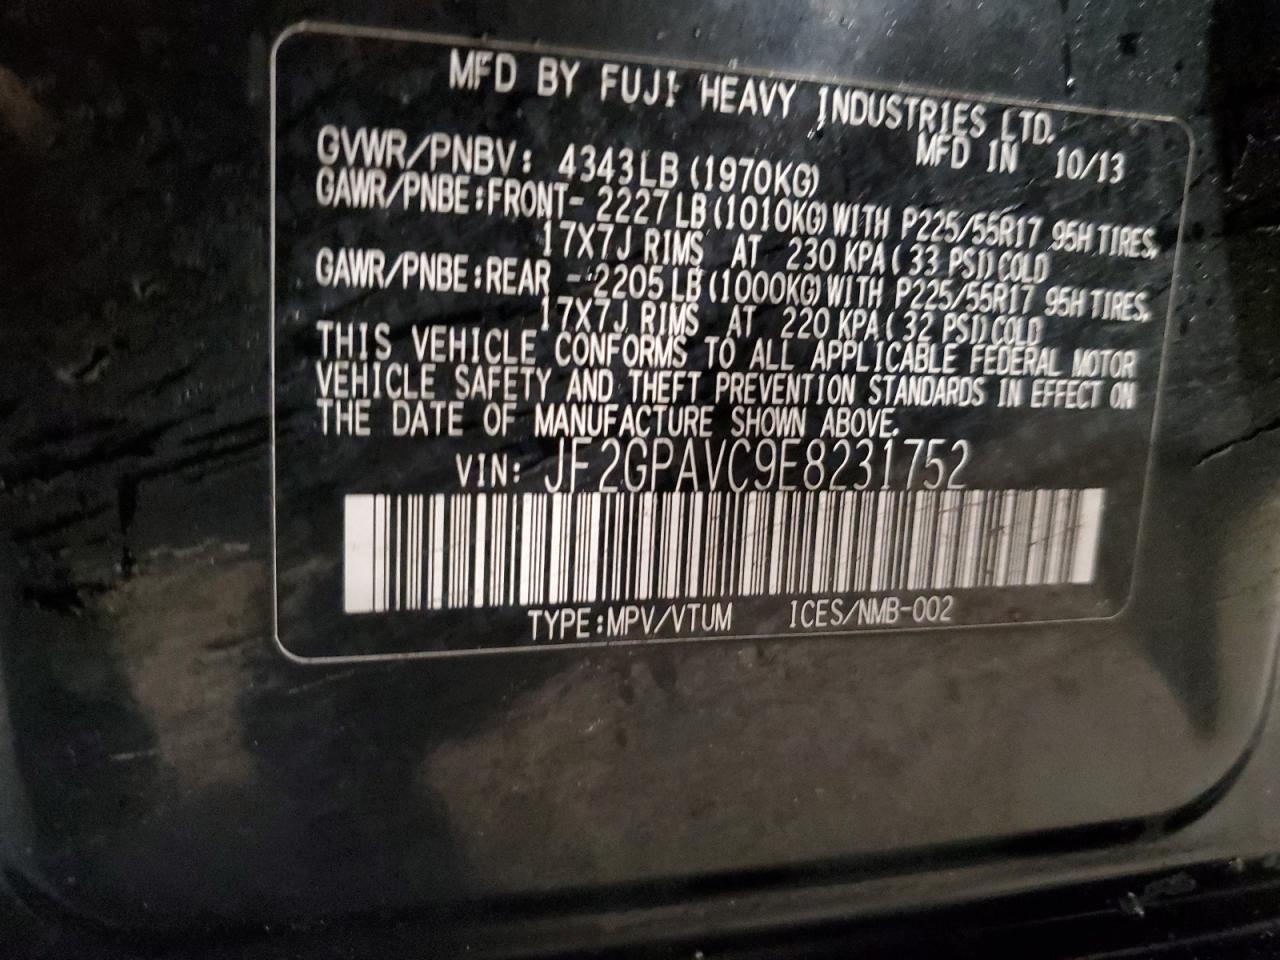 MFD BY FUJI HEAVY INDUSTRIES LTD.
MFD IN 10/13
GVWR/PNBV: 4343LB (1970KG)
GAWR/PNBE:FRONT- 2227LB(1010KG)WITH P225/55R17 95H TIRES,
17X7J RIMS AT 230 KPA( 33 PSI)COLD
GAWR/PNBE:REAR - 2205LB(1000KG)WITH P225/55R17 95H TIRES,
17X7J RIMS AT 220 KPA( 32 PSI)COLD
THIS VEHICLE CONFORMS TO ALL APPLICABLE FEDERAL MOTOR
VEHICLE SAFETY AND THEFT PREVENTION STANDARDS IN EFFECT ON
THE DATE OF MANUFACTURE SHOWN ABOVE.
VIN: JF2GPAVC9E8231752
TYPE:MPV/VTUM ICES/NMB-002